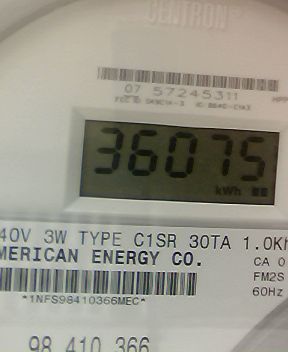 CENTRON
07 57245311
36075
kWh
40V 3W TYPE C1SR 30TA 1.0Kh
MERICAN ENERGY CO.
CA 0
FM2S
*1NFS98410366MEC*
60Hz
98 410 366